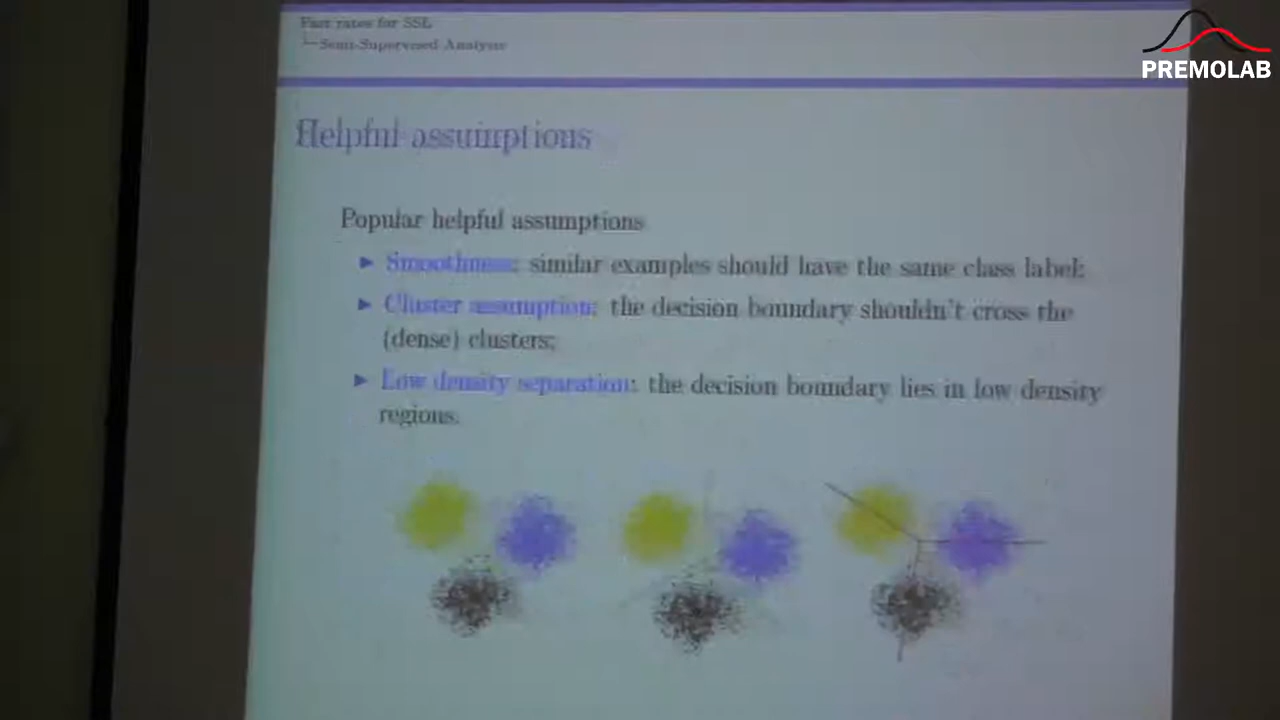 Fast rates for SSL
Semi-Supervised Analysis
PREMOLAB
Helpful assumptions
Popular helpful assumptions
Smoothness: similar examples should have the same class label;
Cluster assumption: the decision boundary shouldn't cross the
(dense) clusters;
Low density separation: the decision boundary lies in low density
regions.